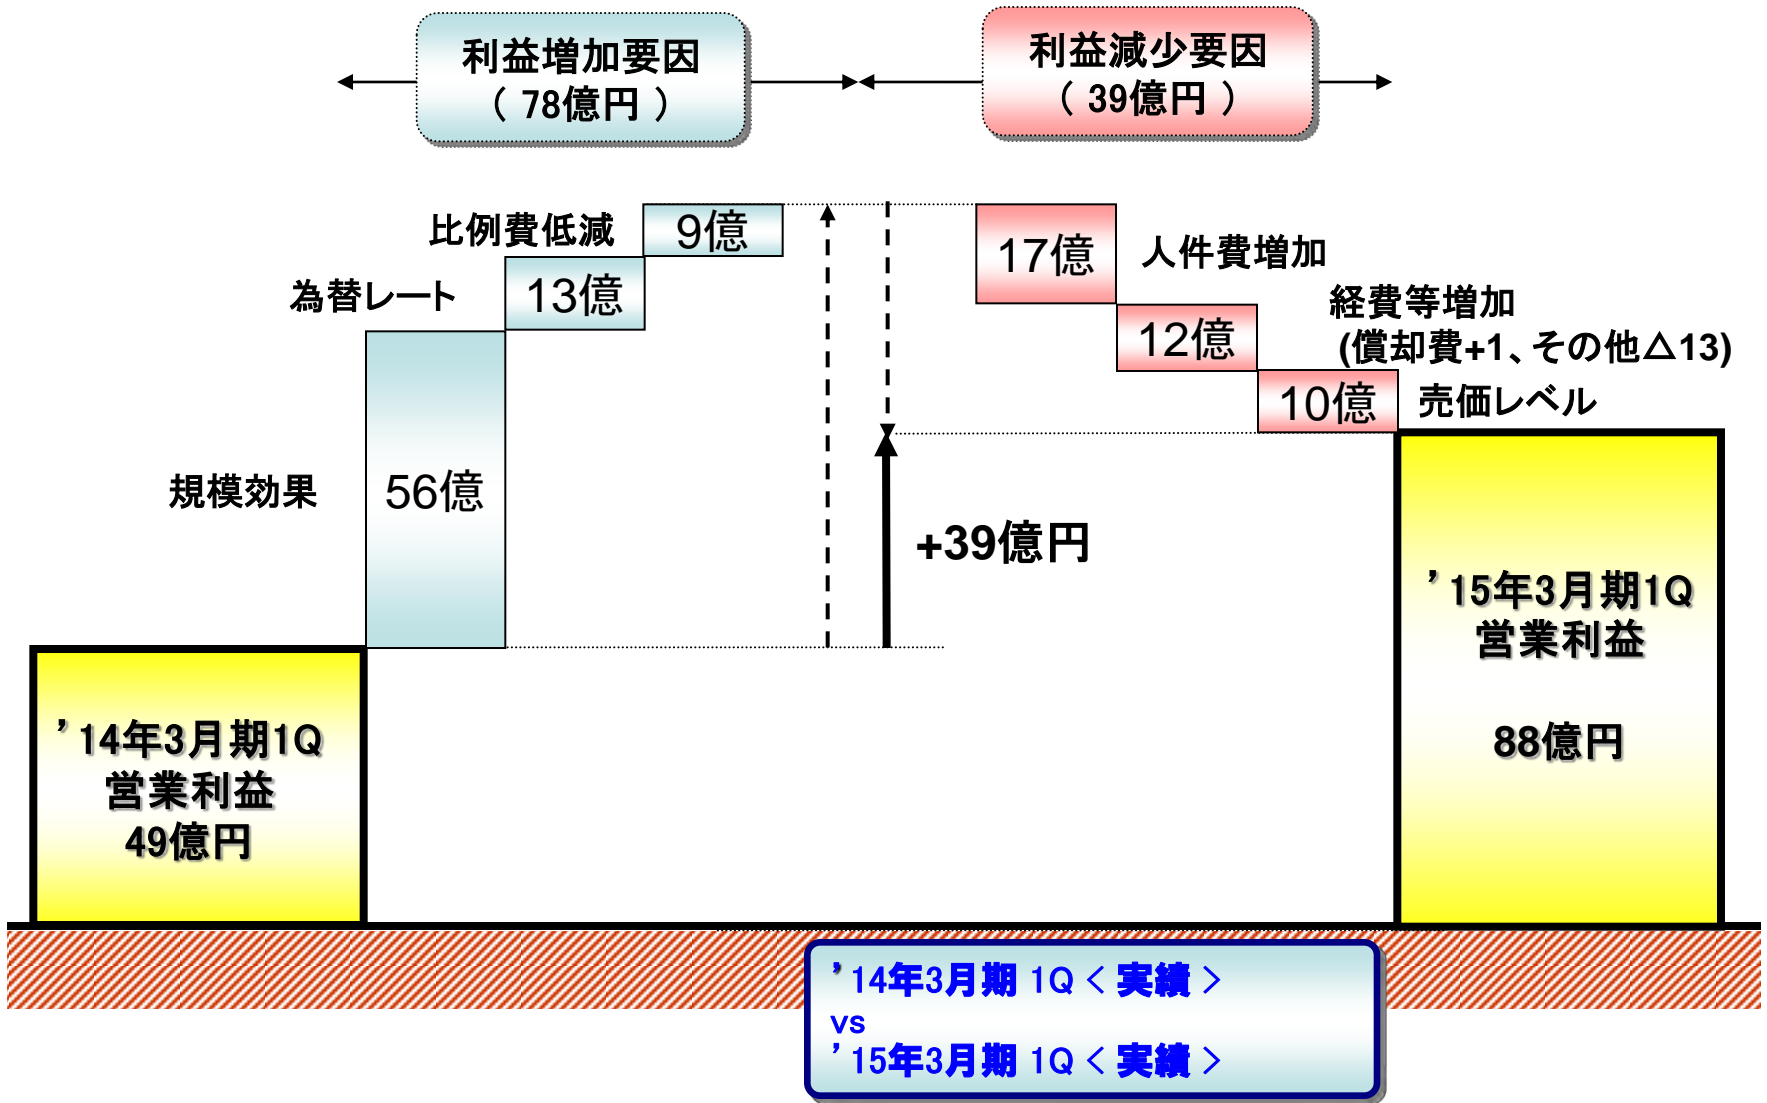 利益増加要因
（ 78億円 ）
利益減少要因
（ 39億円 ）
比例費低減
9億
為替レート
13億
規模効果
56億
17億
人件費増加
12億
経費等増加
(償却費+1、その他△13)
10億
売価レベル
+39億円
’14年3月期1Q
営業利益
49億円
’15年3月期1Q
営業利益
88億円
’14年3月期 1Q＜実績＞
vs
’15年3月期 1Q＜実績＞